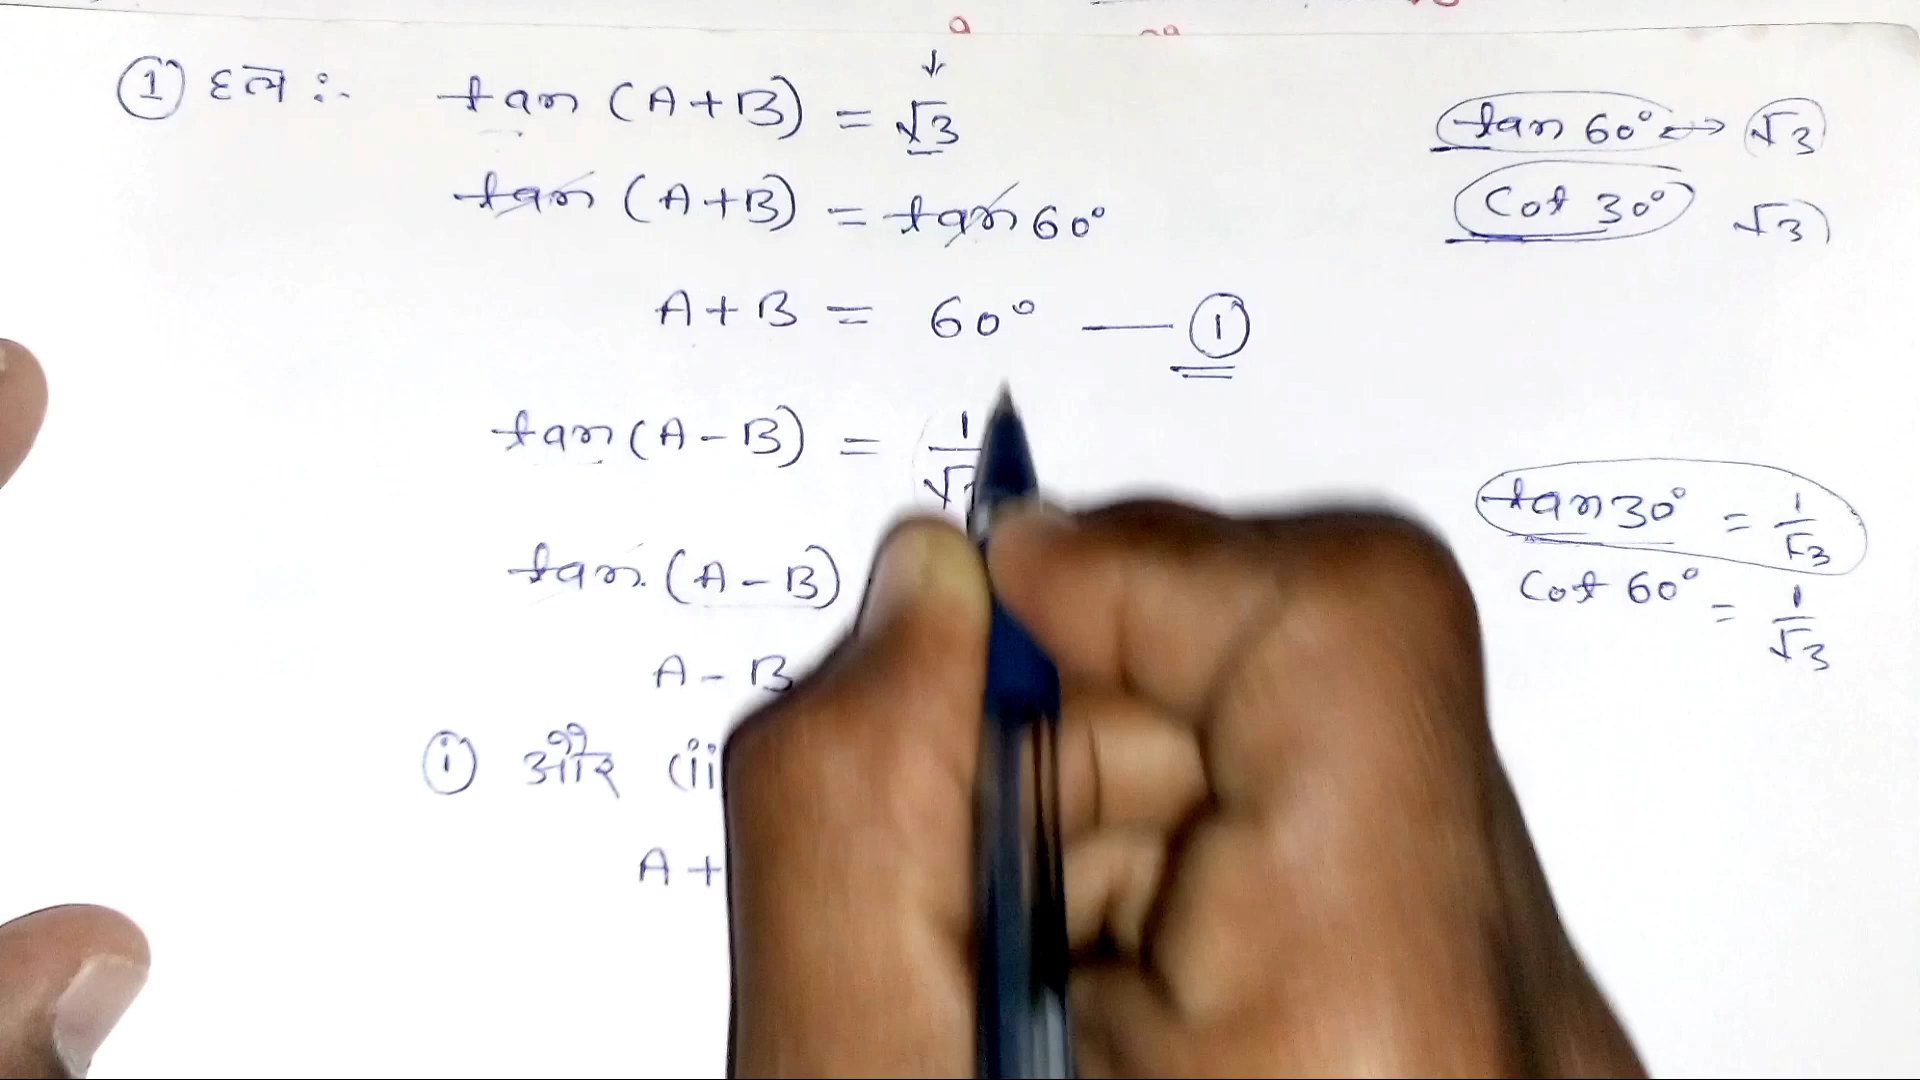 ① हल :- tan (A+B) = √3
tan (A+B) = tan 60°
A+B = 60° — ①
tan (A-B) = 1/√
tan (A-B)
A-B
ⓘ और (ii
A+
tan 60° → √3
Cot 30° √3
tan 30° = 1/√3
Cot 60° = 1/√3